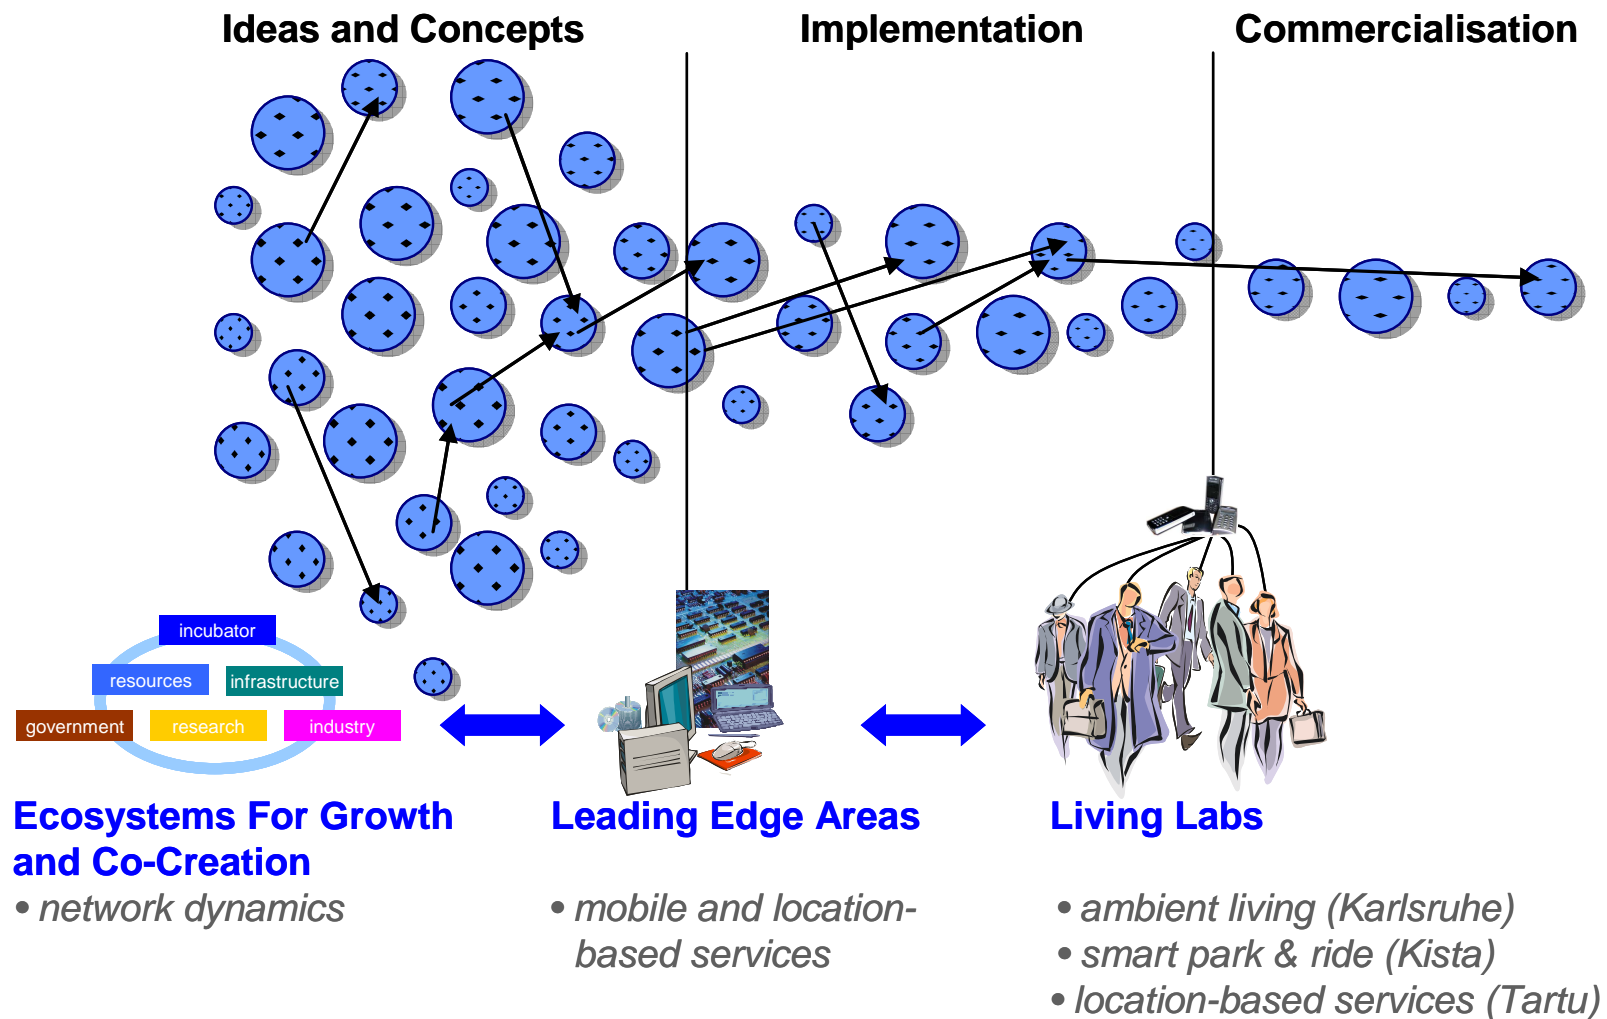 Ideas and Concepts
Implementation
Commercialisation
incubator
resources
infrastructure
government
research
industry
Ecosystems For Growth
and Co-Creation
• network dynamics
Leading Edge Areas
• mobile and location-
based services
Living Labs
• ambient living (Karlsruhe)
• smart park & ride (Kista)
• location-based services (Tartu)